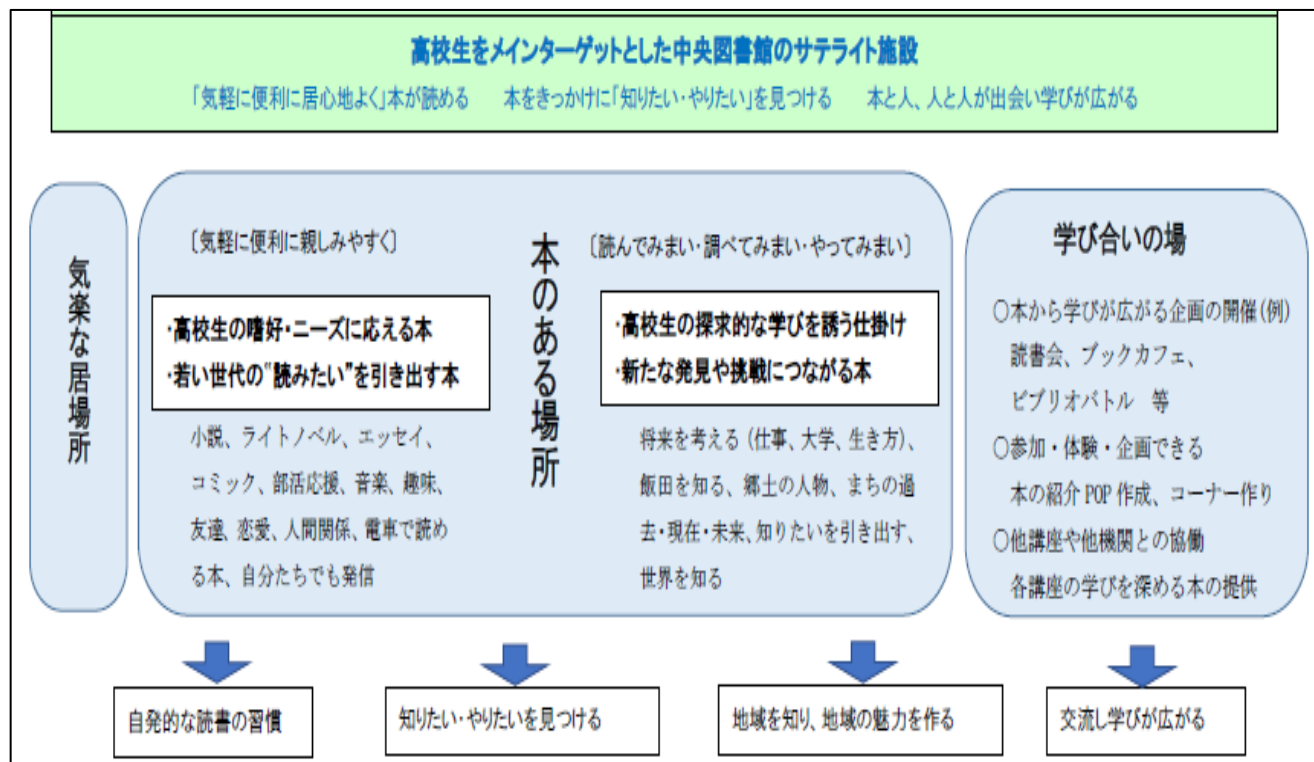 高校生をメインターゲットとした中央図書館のサテライト施設
「気軽に便利に居心地よく」本が読める　本をきっかけに「知りたい・やりたい」を見つける　本と人、人と人が出会い学びが広がる
気楽な居場所
〔気軽に便利に親しみやすく〕
・高校生の嗜好・ニーズに応える本
・若い世代の“読みたい”を引き出す本
小説、ライトノベル、エッセイ、
コミック、部活応援、音楽、趣味、
友達、恋愛、人間関係、電車で読め
る本、自分たちでも発信
本のある場所
〔読んでみまい・調べてみまい・やってみまい〕
・高校生の探求的な学びを誘う仕掛け
・新たな発見や挑戦につながる本
将来を考える（仕事、大学、生き方）、
飯田を知る、郷土の人物、まちの過
去・現在・未来、知りたいを引き出す、
世界を知る
学び合いの場
○本から学びが広がる企画の開催（例）
読書会、ブックカフェ、
ビブリオバトル　等
○参加・体験・企画できる
本の紹介 POP 作成、コーナー作り
○他講座や他機関との協働
各講座の学びを深める本の提供
自発的な読書の習慣
知りたい・やりたいを見つける
地域を知り、地域の魅力を作る
交流し学びが広がる